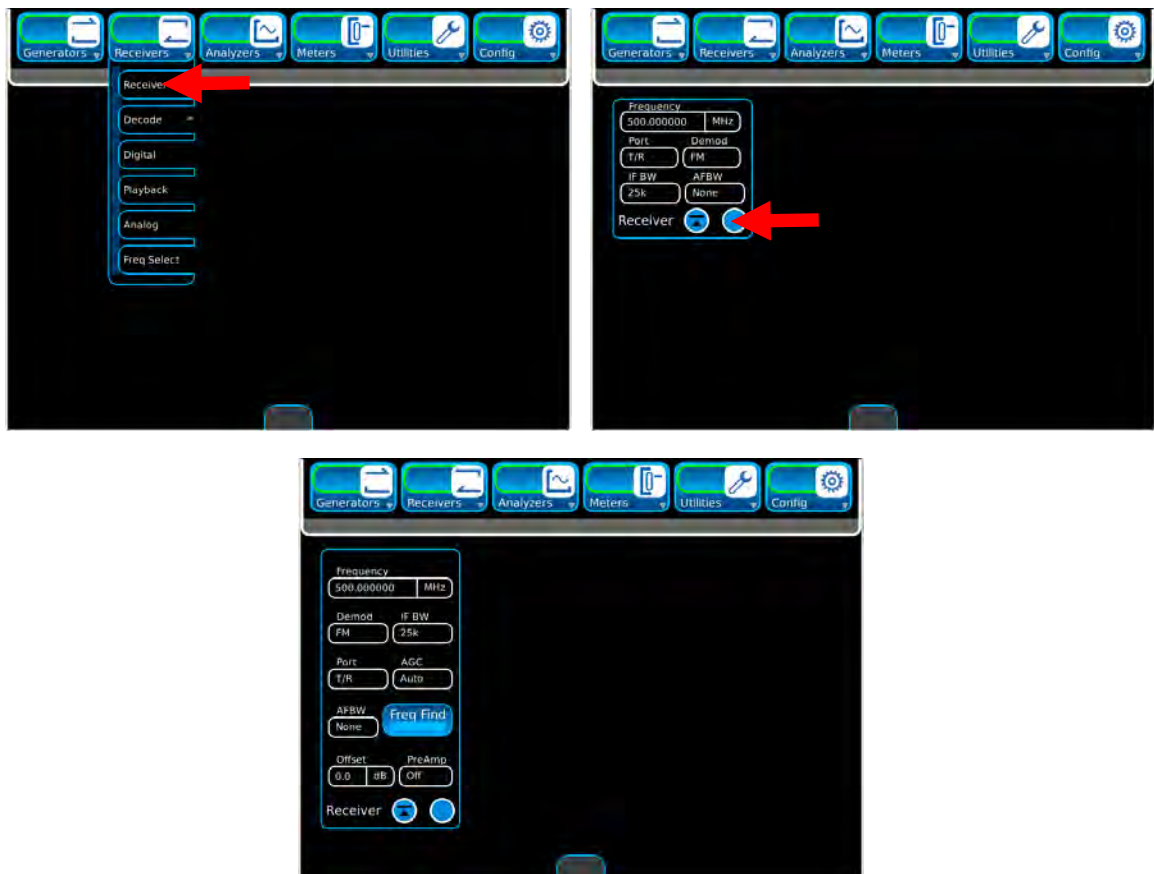 Generators Receivers Analyzers Meters Utilities Config
Receiver
Decode
Digital
Playback
Analog
Freq Select
Generators Receivers Analyzers Meters Utilities Config
Frequency
500.000000 MHz
Port Demod
T/R FM
IF BW AFBW
25k None
Receiver
Generators Receivers Analyzers Meters Utilities Config
Frequency
500.000000 MHz
Demod IF BW
FM 25k
Port AGC
T/R Auto
AFBW Freq Find
None
Offset PreAmp
0.0 dB Off
Receiver